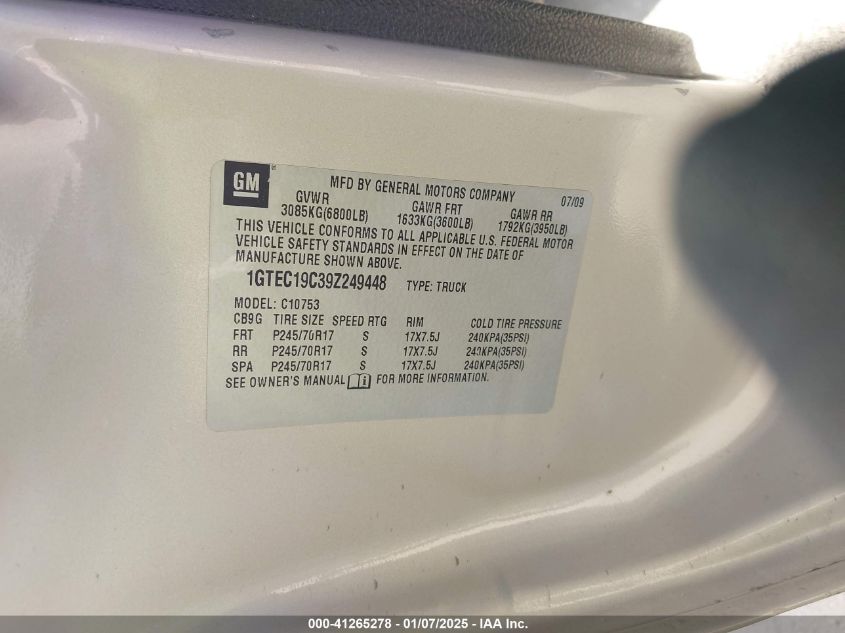 GM
MFD BY GENERAL MOTORS COMPANY 07/09
GVWR GAWR FRT GAWR RR
3085KG(6800LB) 1633KG(3600LB) 1792KG(3950LB)
THIS VEHICLE CONFORMS TO ALL APPLICABLE U.S. FEDERAL MOTOR
VEHICLE SAFETY STANDARDS IN EFFECT ON THE DATE OF
MANUFACTURE SHOWN ABOVE.
1GTEC19C39Z249448 TYPE: TRUCK
MODEL: C10753
CB9G TIRE SIZE SPEED RTG RIM COLD TIRE PRESSURE
FRT P245/70R17 S 17X7.5J 240KPA(35PSI)
RR P245/70R17 S 17X7.5J 240KPA(35PSI)
SPA P245/70R17 S 17X7.5J 240KPA(35PSI)
SEE OWNER'S MANUAL i FOR MORE INFORMATION.
000-41265278 - 01/07/2025 - IAA Inc.